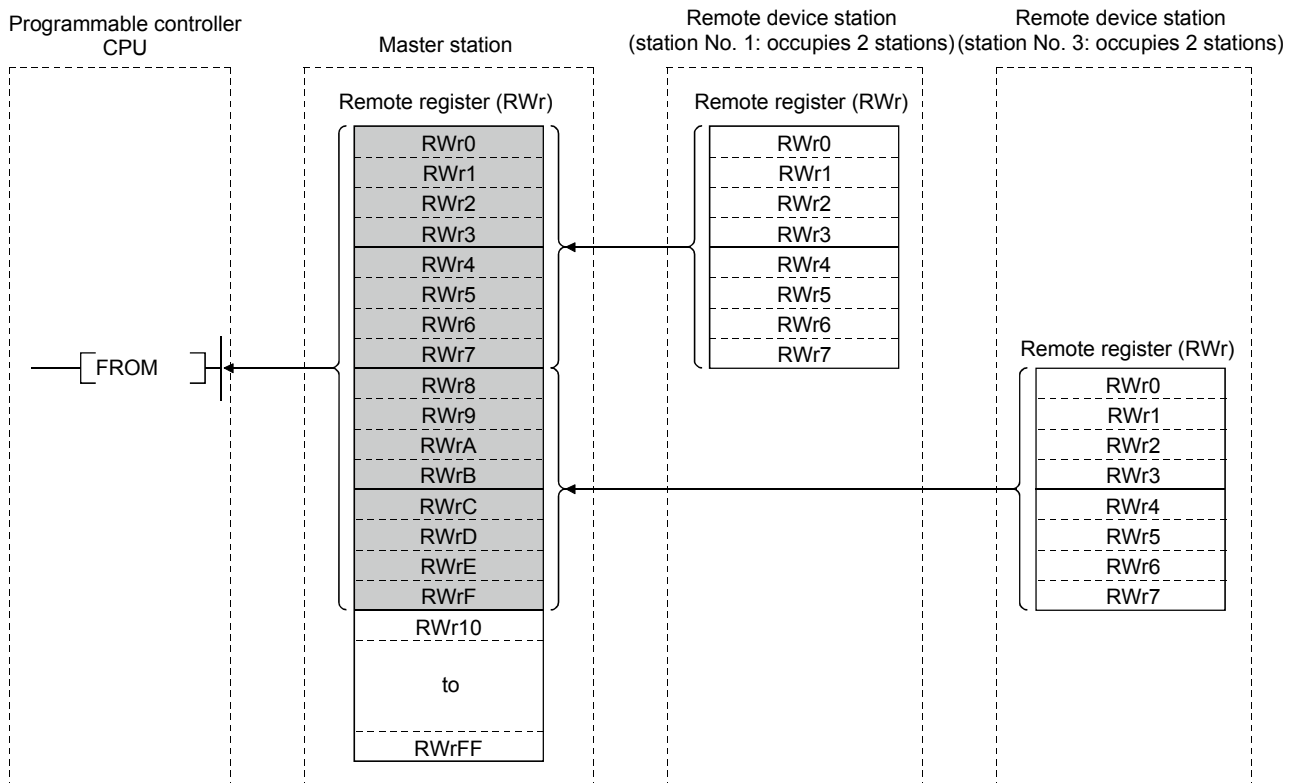 Programmable controller
CPU
Master station
Remote device station
(station No. 1: occupies 2 stations)
Remote device station
(station No. 3: occupies 2 stations)
FROM
Remote register (RWr)
RWr0
RWr1
RWr2
RWr3
RWr4
RWr5
RWr6
RWr7
RWr8
RWr9
RWrA
RWrB
RWrC
RWrD
RWrE
RWrF
RWr10
to
RWrFF
Remote register (RWr)
RWr0
RWr1
RWr2
RWr3
RWr4
RWr5
RWr6
RWr7
Remote register (RWr)
RWr0
RWr1
RWr2
RWr3
RWr4
RWr5
RWr6
RWr7